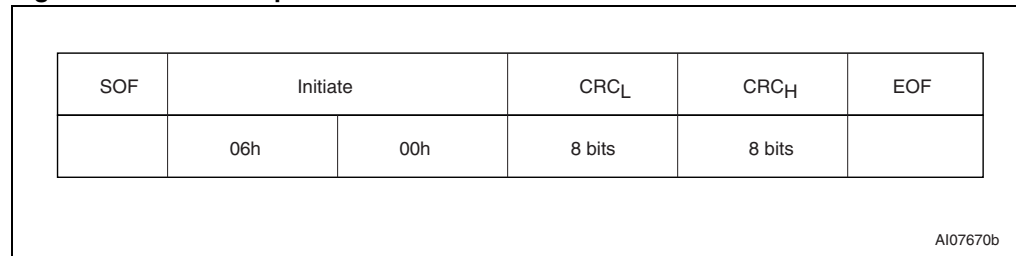 SOF Initiate CRCL CRCH EOF
06h 00h 8 bits 8 bits
AI07670b